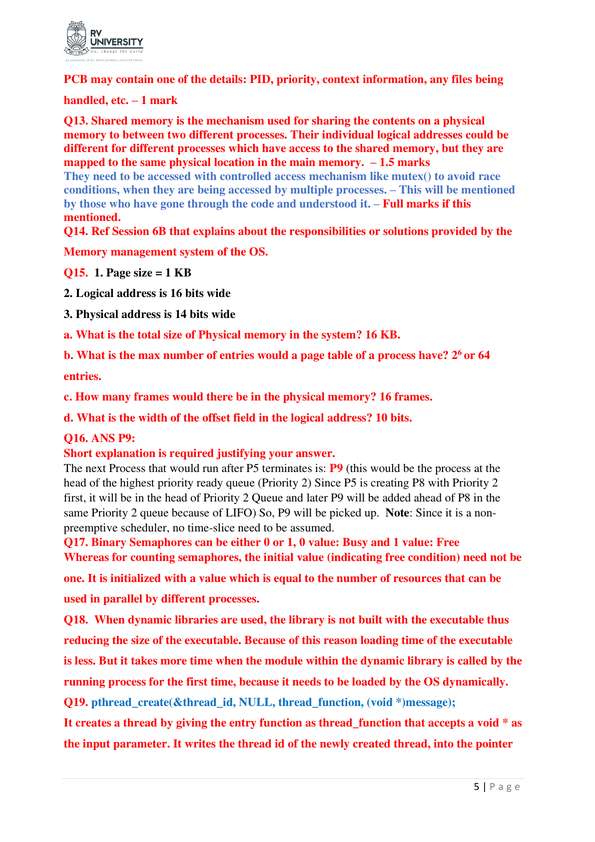 RV
UNIVERSITY
PCB may contain one of the details: PID, priority, context information, any files being
handled, etc. – 1 mark
Q13. Shared memory is the mechanism used for sharing the contents on a physical
memory to between two different processes. Their individual logical addresses could be
different for different processes which have access to the shared memory, but they are
mapped to the same physical location in the main memory. – 1.5 marks
They need to be accessed with controlled access mechanism like mutex() to avoid race
conditions, when they are being accessed by multiple processes. – This will be mentioned
by those who have gone through the code and understood it. – Full marks if this
mentioned.
Q14. Ref Session 6B that explains about the responsibilities or solutions provided by the
Memory management system of the OS.
Q15. 1. Page size = 1 KB
2. Logical address is 16 bits wide
3. Physical address is 14 bits wide
a. What is the total size of Physical memory in the system? 16 KB.
b. What is the max number of entries would a page table of a process have? 2⁶ or 64
entries.
c. How many frames would there be in the physical memory? 16 frames.
d. What is the width of the offset field in the logical address? 10 bits.
Q16. ANS P9:
Short explanation is required justifying your answer.
The next Process that would run after P5 terminates is: P9 (this would be the process at the
head of the highest priority ready queue (Priority 2) Since P5 is creating P8 with Priority 2
first, it will be in the head of Priority 2 Queue and later P9 will be added ahead of P8 in the
same Priority 2 queue because of LIFO) So, P9 will be picked up. Note: Since it is a non-
preemptive scheduler, no time-slice need to be assumed.
Q17. Binary Semaphores can be either 0 or 1, 0 value: Busy and 1 value: Free
Whereas for counting semaphores, the initial value (indicating free condition) need not be
one. It is initialized with a value which is equal to the number of resources that can be
used in parallel by different processes.
Q18. When dynamic libraries are used, the library is not built with the executable thus
reducing the size of the executable. Because of this reason loading time of the executable
is less. But it takes more time when the module within the dynamic library is called by the
running process for the first time, because it needs to be loaded by the OS dynamically.
Q19. pthread_create(&thread_id, NULL, thread_function, (void *)message);
It creates a thread by giving the entry function as thread_function that accepts a void * as
the input parameter. It writes the thread id of the newly created thread, into the pointer
5 | Page